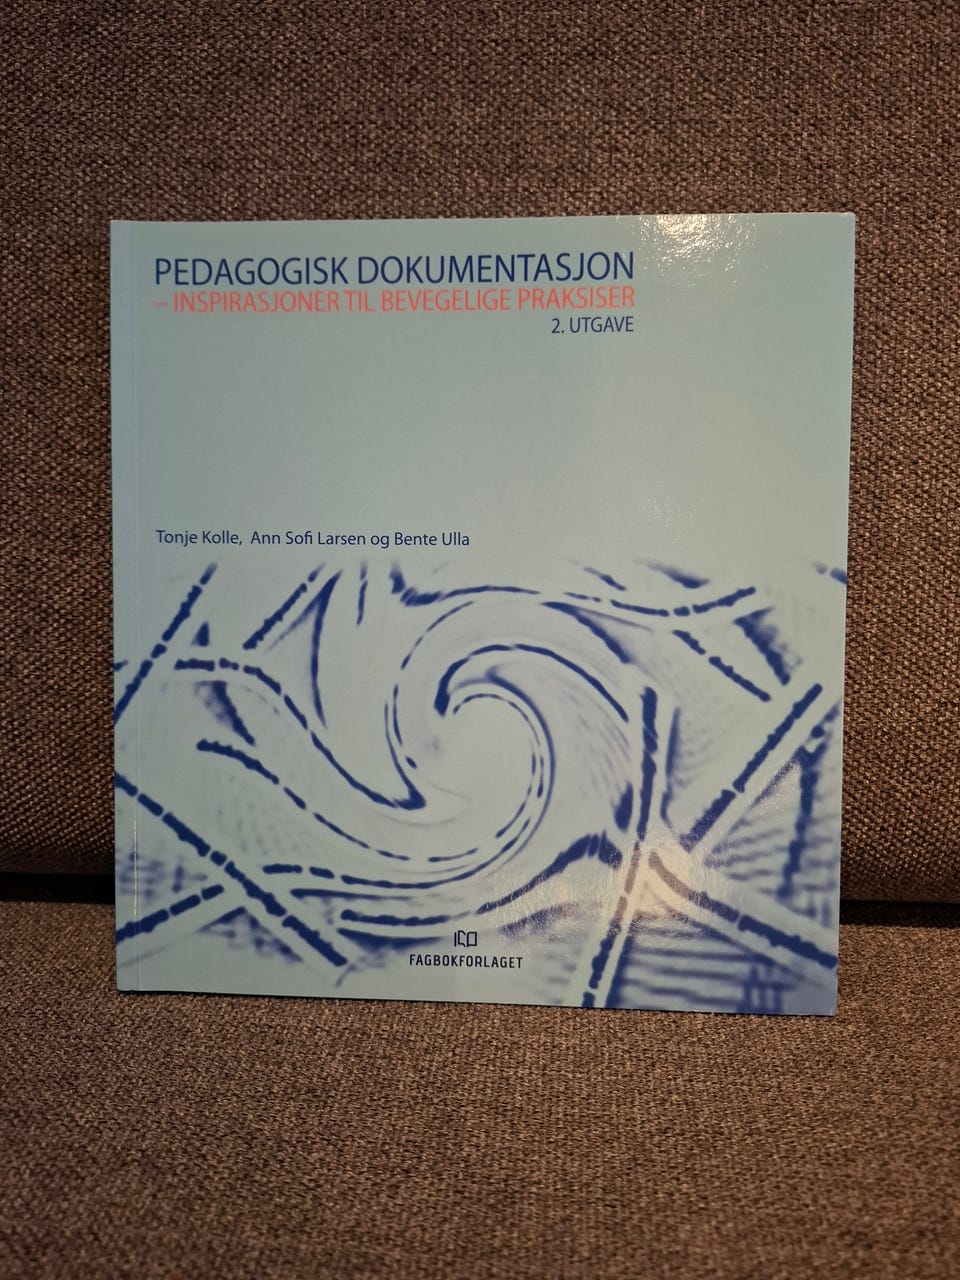 PEDAGOGISK DOKUMENTASJON
– INSPIRASJONER TIL BEVEGELIGE PRAKSISER
2. UTGAVE
Tonje Kolle, Ann Sofi Larsen og Bente Ulla
FAGBOKFORLAGET